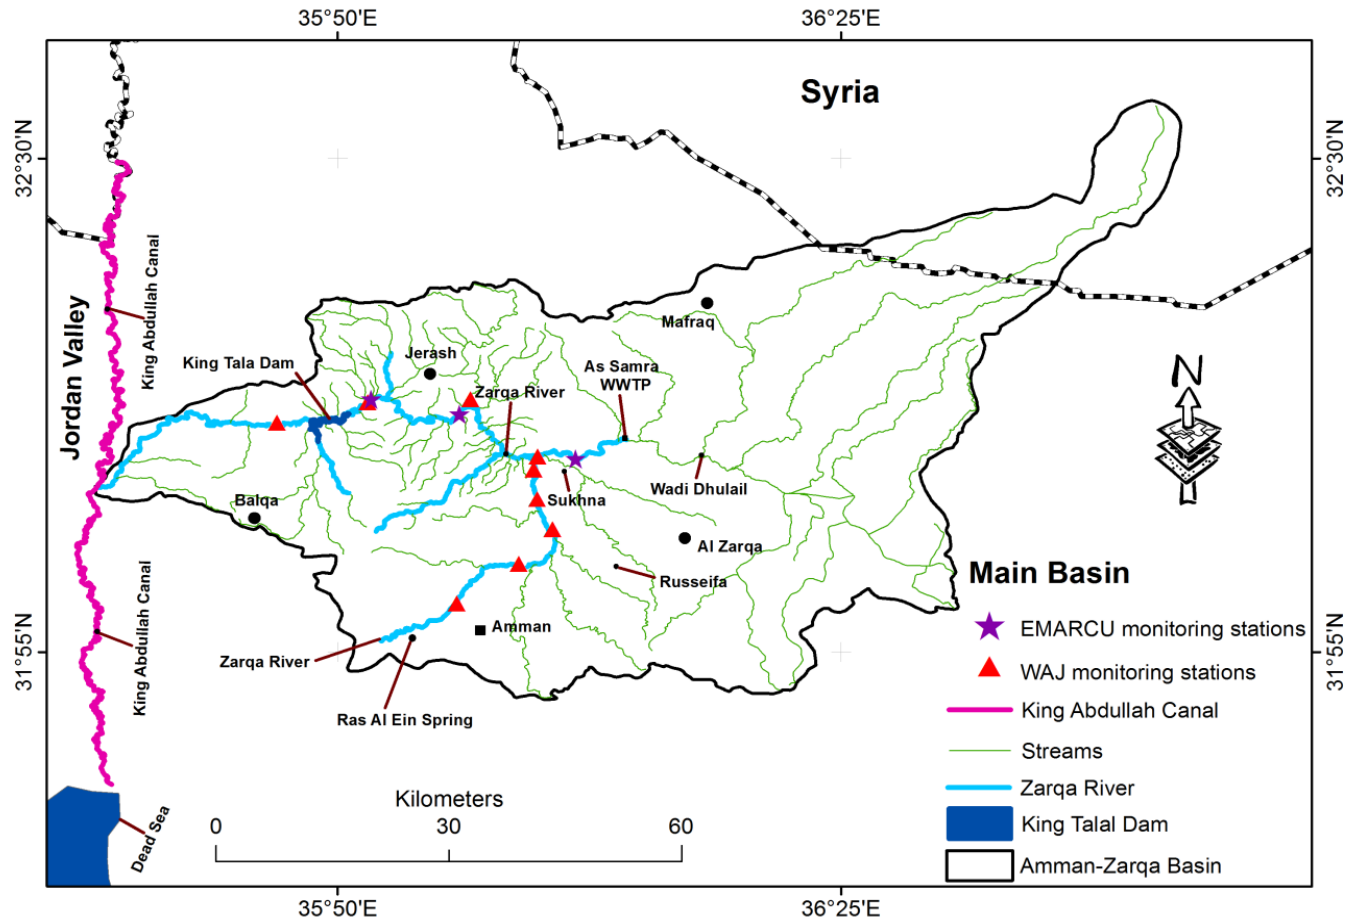 35°50'E
36°25'E
Syria
32°30'N
32°30'N
King Abdullah Canal
Jordan Valley
Mafraq
King Tala Dam
Jerash
As Samra
WWTP
Zarqa River
Wadi Dhulail
Balqa
Sukhna
Al Zarqa
Russeifa
King Abdullah Canal
Amman
Zarqa River
Ras Al Ein Spring
31°55'N
31°55'N
N
Main Basin
EMARCU monitoring stations
WAJ monitoring stations
King Abdullah Canal
Streams
Zarqa River
King Talal Dam
Amman-Zarqa Basin
Kilometers
0
30
60
Dead Sea
35°50'E
36°25'E